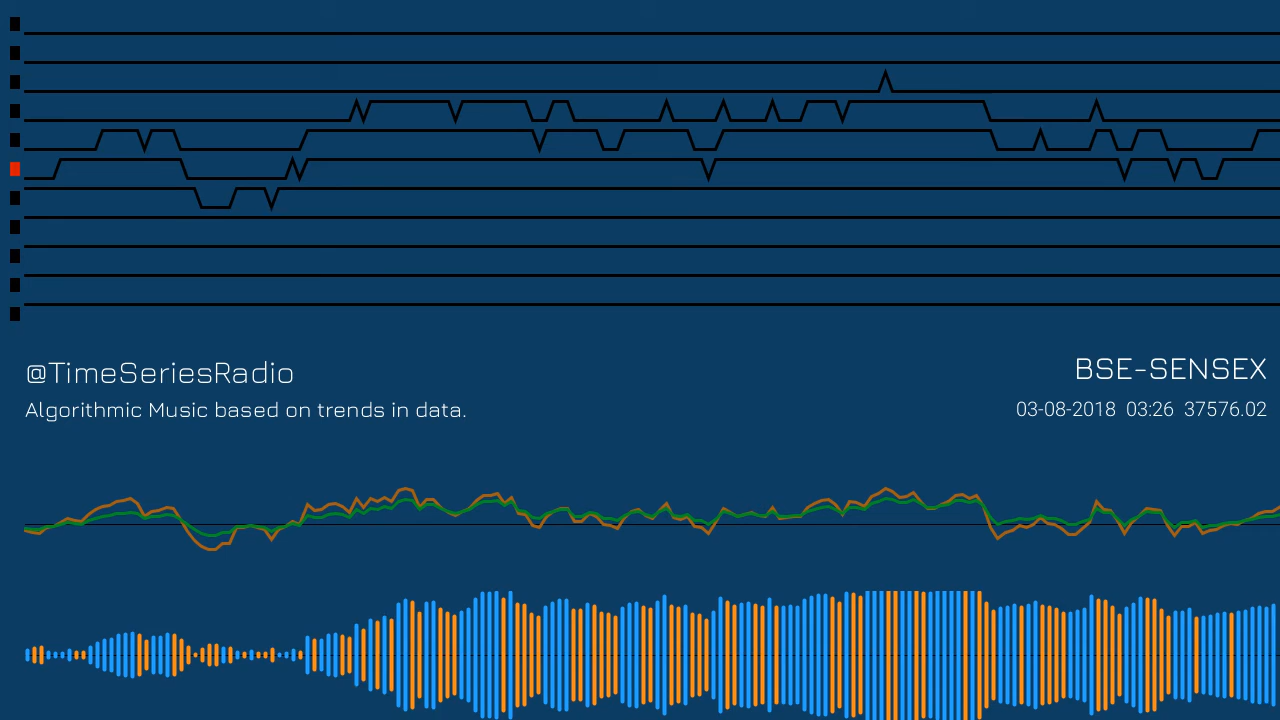 @TimeSeriesRadio
Algorithmic Music based on trends in data.
BSE-SENSEX
03-08-2018 03:26 37576.02